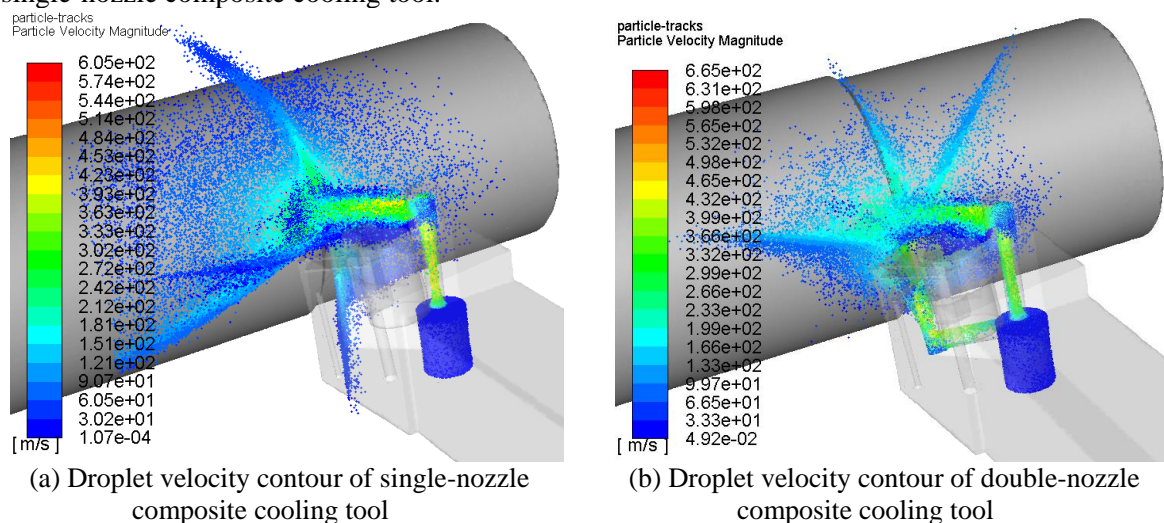 single-nozzle composite cooling tool.
particle-tracks
Particle Velocity Magnitude
6.05e+02
5.74e+02
5.44e+02
5.14e+02
4.84e+02
4.53e+02
4.23e+02
3.93e+02
3.63e+02
3.33e+02
3.02e+02
2.72e+02
2.42e+02
2.12e+02
1.81e+02
1.51e+02
1.21e+02
9.07e+01
6.05e+01
3.02e+01
1.07e-04
[ m/s ]
(a) Droplet velocity contour of single-nozzle
composite cooling tool
particle-tracks
Particle Velocity Magnitude
6.65e+02
6.31e+02
5.98e+02
5.65e+02
5.32e+02
4.98e+02
4.65e+02
4.32e+02
3.99e+02
3.66e+02
3.32e+02
2.99e+02
2.66e+02
2.33e+02
1.99e+02
1.66e+02
1.33e+02
9.97e+01
6.65e+01
3.33e+01
4.92e-02
[ m/s ]
(b) Droplet velocity contour of double-nozzle
composite cooling tool